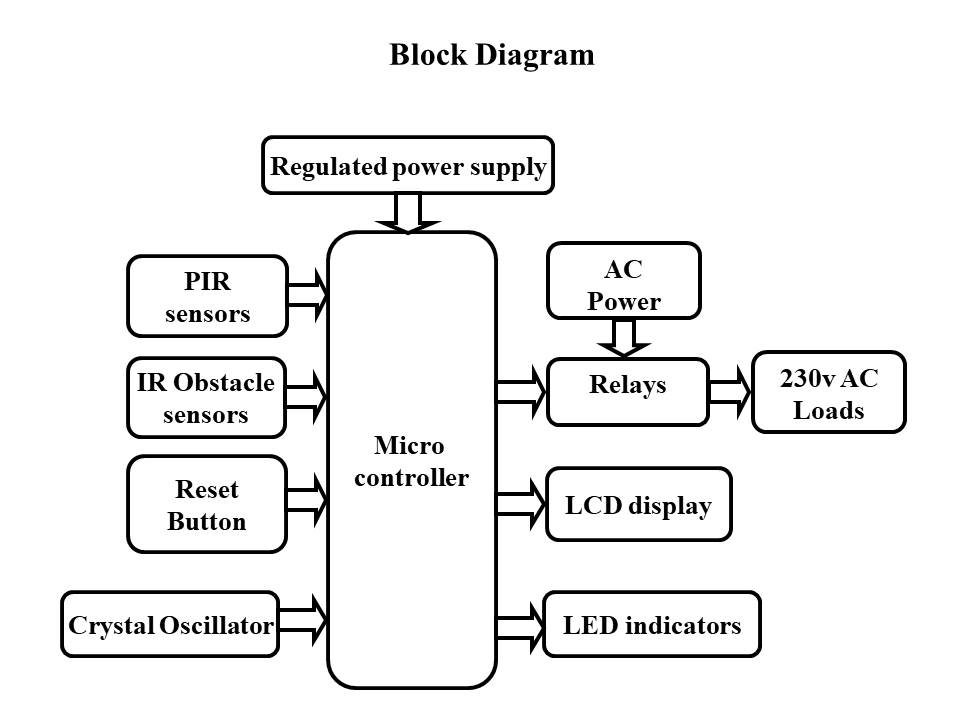 Block Diagram
Regulated power supply
PIR
sensors
IR Obstacle
sensors
Reset
Button
Crystal Oscillator
Micro
controller
AC
Power
Relays
230v AC
Loads
LCD display
LED indicators